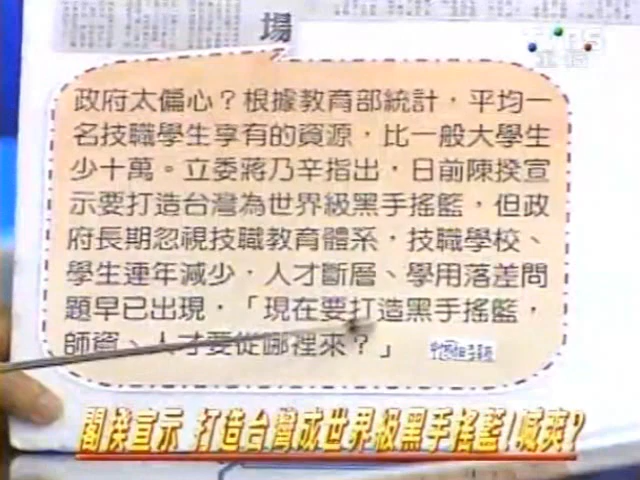 場
政府太偏心？根據教育部統計，平均一
名技職學生享有的資源，比一般大學生
少十萬。立委蔣乃辛指出，日前陳揆宣
示要打造台灣為世界級黑手搖籃，但政
府長期忽視技職教育體系，技職學校、
學生連年減少，人才斷層、學用落差問
題早已出現，「現在要打造黑手搖籃，
師資、人才要從哪裡來？」
閣揆宣示 打造台灣成世界級黑手搖籃！喊爽？